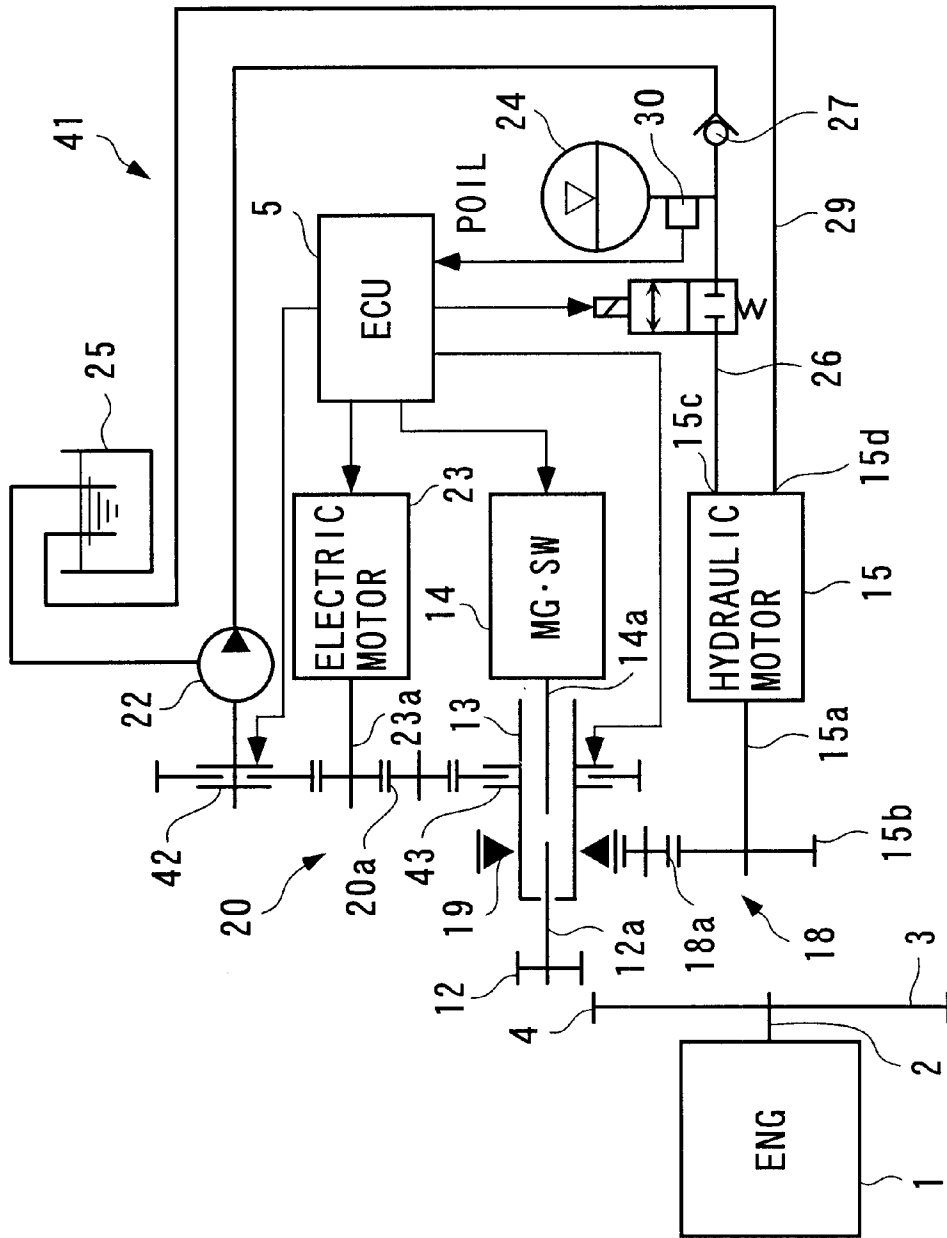 41
25
5
POIL
24
30
27
29
26
ECU
22
ELECTRIC
MOTOR
23
23a
14
MG·SW
14a
13
15c
15d
HYDRAULIC
MOTOR
15
15a
15b
42
20
20a
43
19
12
12a
18a
18
4
3
2
ENG
1